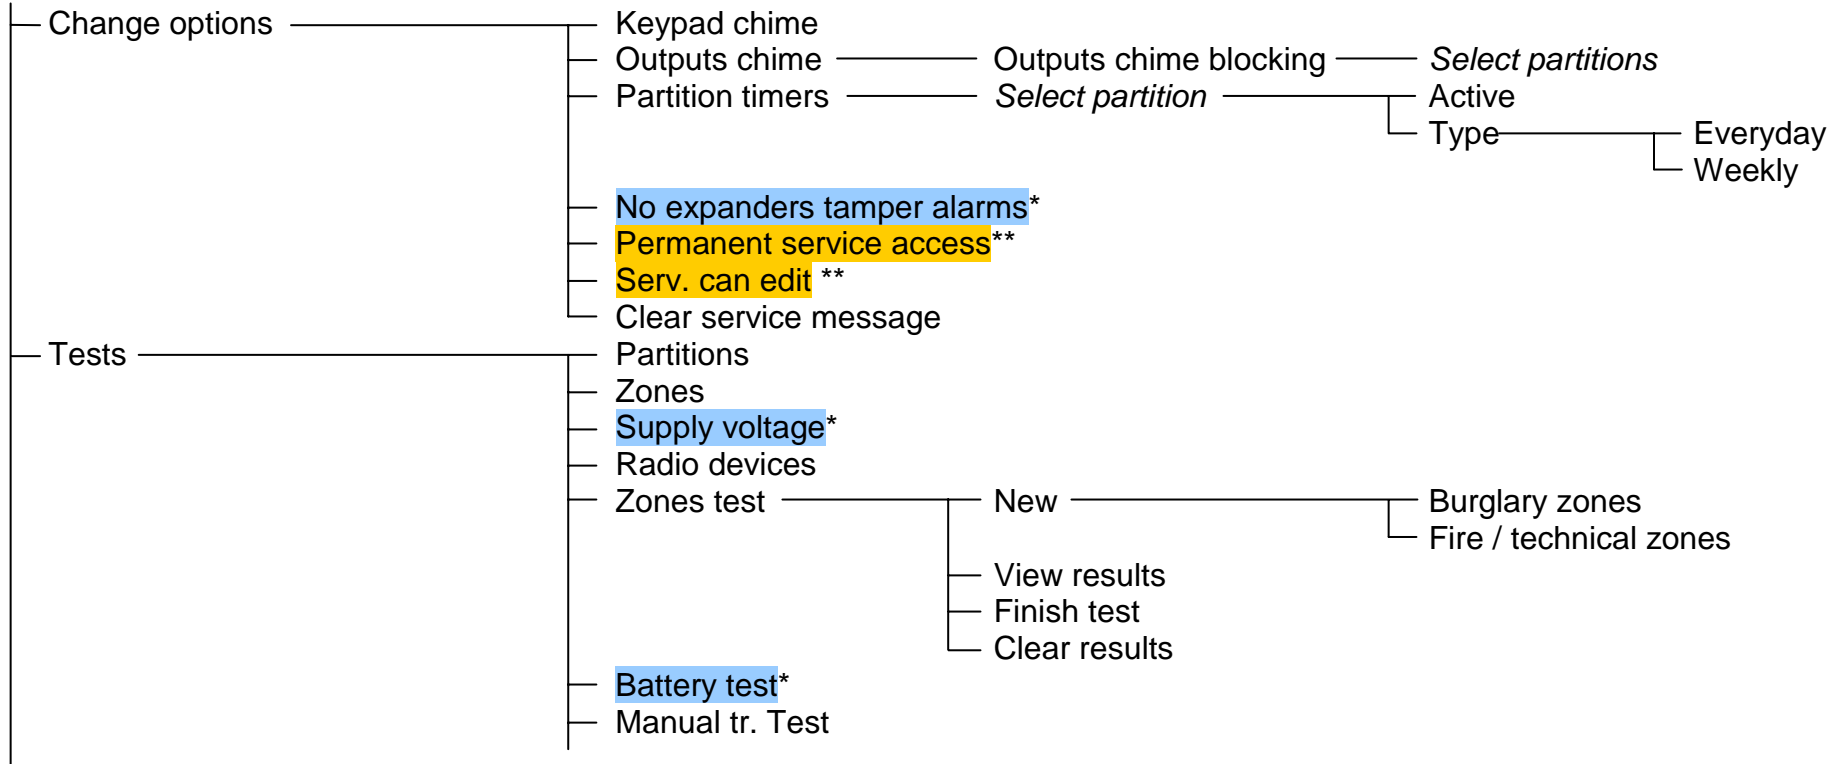 Change options Keypad chime
Outputs chime Outputs chime blocking Select partitions
Partition timers Select partition Active
Type Everyday
Weekly
No expanders tamper alarms*
Permanent service access**
Serv. can edit **
Clear service message
Tests Partitions
Zones
Supply voltage*
Radio devices
Zones test New Burglary zones
Fire / technical zones
View results
Finish test
Clear results
Battery test*
Manual tr. Test